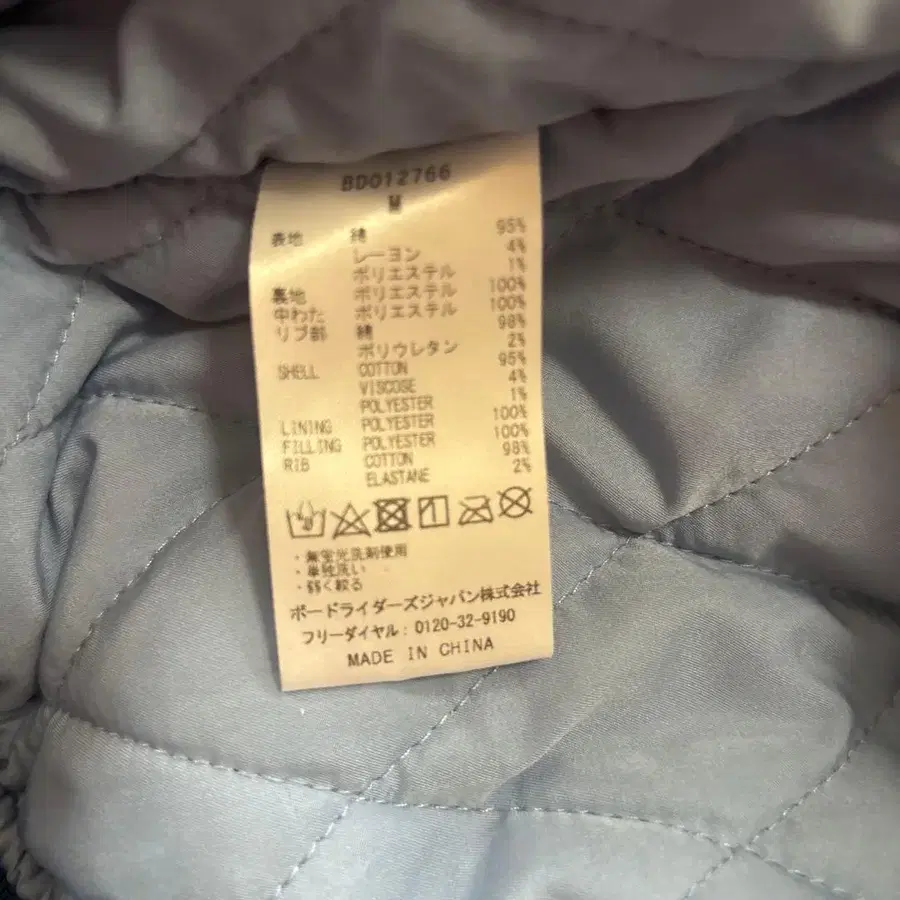 BD012766
M
表地 綿 95%
レーヨン 4%
ポリエステル 1%
裏地 ポリエステル 100%
中わた ポリエステル 100%
リブ部 綿 98%
ポリウレタン 2%
SHELL COTTON 95%
VISCOSE 4%
POLYESTER 1%
LINING POLYESTER 100%
FILLING POLYESTER 100%
RIB COTTON 98%
ELASTANE 2%
・無蛍光洗剤使用
・単独洗い
・弱く絞る
ボードライダーズジャパン株式会社
フリーダイヤル：0120-32-9190
MADE IN CHINA